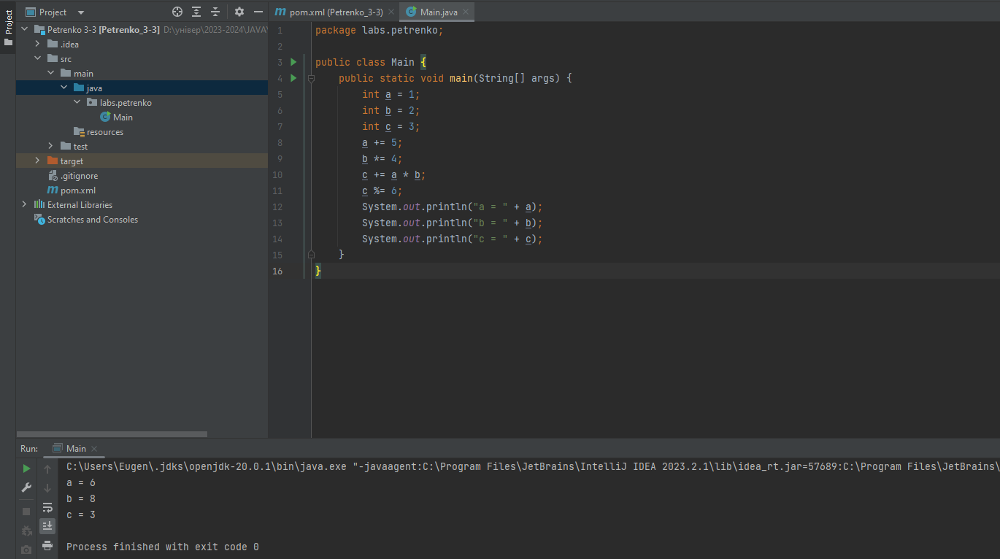 Project
Project
pom.xml (Petrenko_3-3)
Main.java
Petrenko 3-3 [Petrenko_3-3] D:\універ\2023-2024\JAVA\
.idea
src
main
java
labs.petrenko
Main
resources
test
target
.gitignore
pom.xml
External Libraries
Scratches and Consoles
1 package labs.petrenko;
2
3 public class Main {
4 public static void main(String[] args) {
5 int a = 1;
6 int b = 2;
7 int c = 3;
8 a += 5;
9 b *= 4;
10 c += a * b;
11 c %= 6;
12 System.out.println("a = " + a);
13 System.out.println("b = " + b);
14 System.out.println("c = " + c);
15 }
16 }
Run: Main
C:\Users\Eugen\.jdks\openjdk-20.0.1\bin\java.exe "-javaagent:C:\Program Files\JetBrains\IntelliJ IDEA 2023.2.1\lib\idea_rt.jar=57689:C:\Program Files\JetBrains\
a = 6
b = 8
c = 3
Process finished with exit code 0